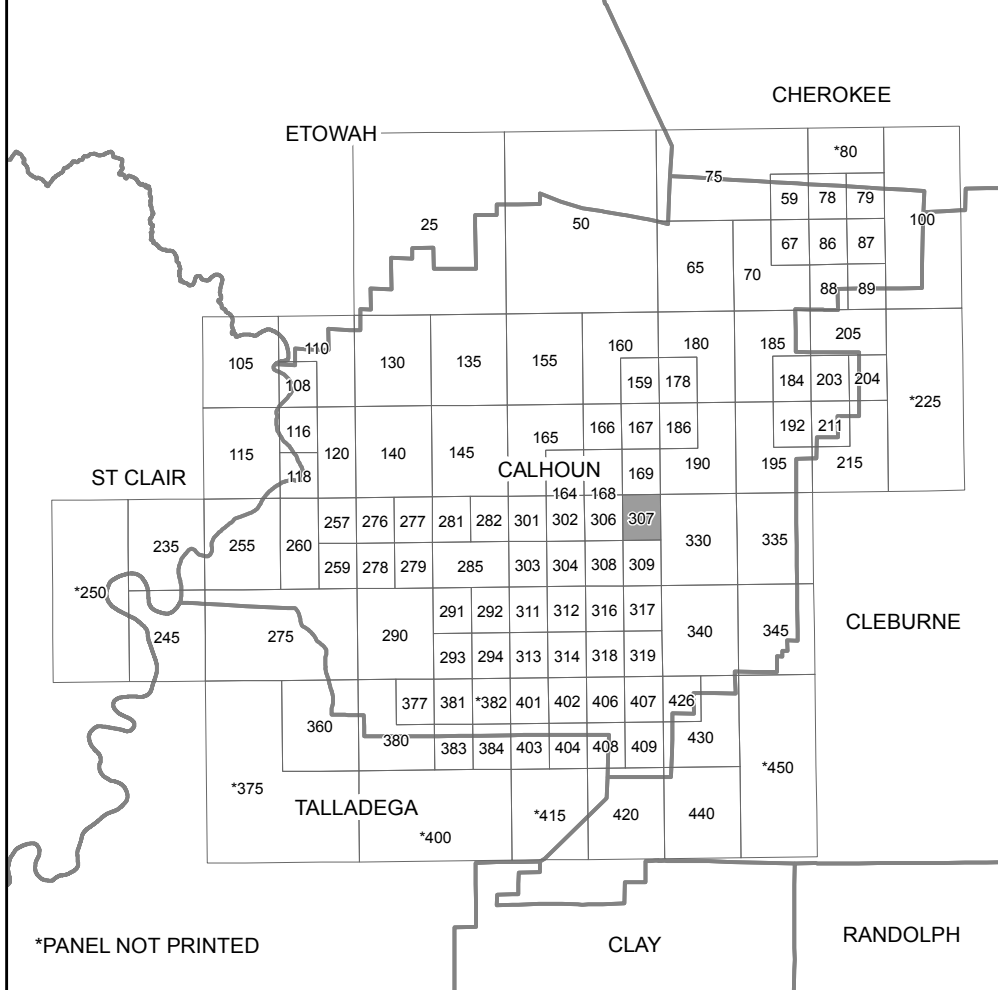 CHEROKEE
ETOWAH
*80
75
59 78 79
25 50 100
67 86 87
65 70
88 89
110 160 180 185 205
105 130 135 155
108 159 178 184 203 204
*225
116 166 167 186 192 211
115 120 140 145 165
CALHOUN 169 190 195 215
ST CLAIR 118
164 168
257 276 277 281 282 301 302 306 307
235 255 260 330 335
259 278 279 285 303 304 308 309
*250
291 292 311 312 316 317
245 275 290 340 345 CLEBURNE
293 294 313 314 318 319
377 381 *382 401 402 406 407 426
360 380 430
383 384 403 404 408 409
*450
*375
TALLADEGA *415 420 440
*400
*PANEL NOT PRINTED CLAY RANDOLPH